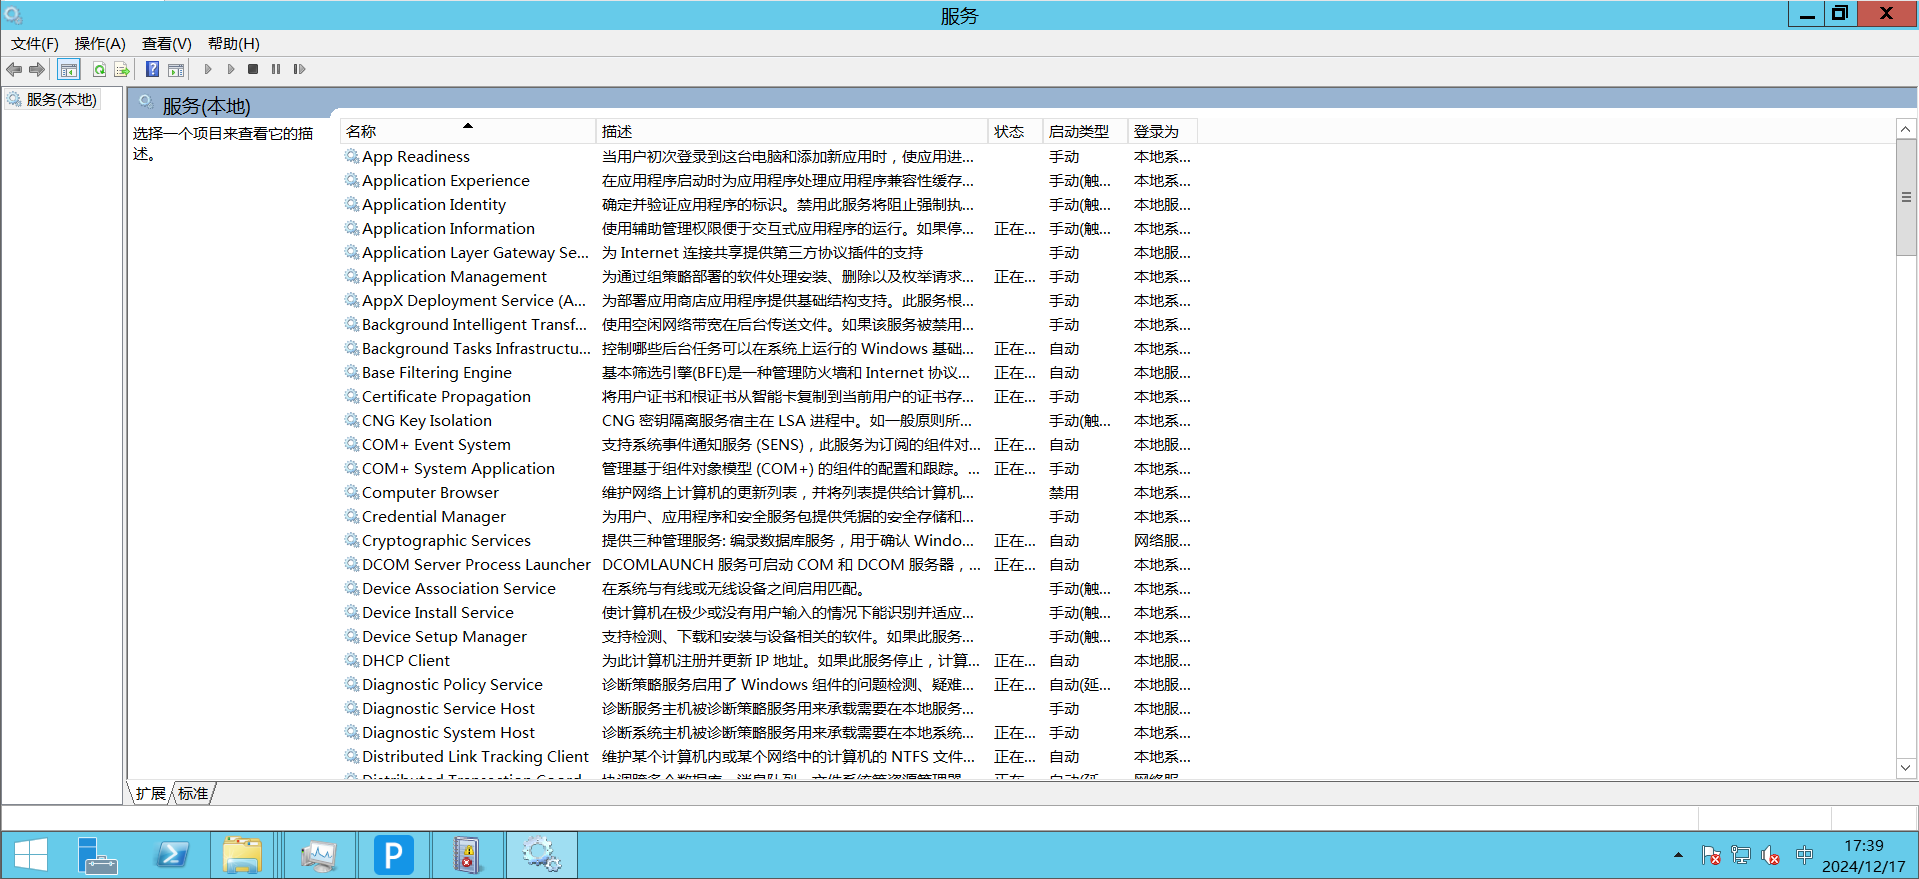 服务
文件(F) 操作(A) 查看(V) 帮助(H)
服务(本地)
服务(本地)
选择一个项目来查看它的描述。
名称 描述 状态 启动类型 登录为
App Readiness 当用户初次登录到这台电脑和添加新应用时，使应用进... 手动 本地系...
Application Experience 在应用程序启动时为应用程序处理应用程序兼容性缓存... 手动(触... 本地系...
Application Identity 确定并验证应用程序的标识。禁用此服务将阻止强制执... 手动(触... 本地服...
Application Information 使用辅助管理权限便于交互式应用程序的运行。如果停... 正在... 手动(触... 本地系...
Application Layer Gateway Se... 为 Internet 连接共享提供第三方协议插件的支持 手动 本地服...
Application Management 为通过组策略部署的软件处理安装、删除以及枚举请求... 正在... 手动 本地系...
AppX Deployment Service (A... 为部署应用商店应用程序提供基础结构支持。此服务根... 手动 本地系...
Background Intelligent Transf... 使用空闲网络带宽在后台传送文件。如果该服务被禁用... 手动 本地系...
Background Tasks Infrastructu... 控制哪些后台任务可以在系统上运行的 Windows 基础... 正在... 自动 本地系...
Base Filtering Engine 基本筛选引擎(BFE)是一种管理防火墙和 Internet 协议... 正在... 自动 本地服...
Certificate Propagation 将用户证书和根证书从智能卡复制到当前用户的证书存... 正在... 手动 本地系...
CNG Key Isolation CNG 密钥隔离服务宿主在 LSA 进程中。如一般原则所... 手动(触... 本地系...
COM+ Event System 支持系统事件通知服务 (SENS)，此服务为订阅的组件对... 正在... 自动 本地服...
COM+ System Application 管理基于组件对象模型 (COM+) 的组件的配置和跟踪。... 正在... 手动 本地系...
Computer Browser 维护网络上计算机的更新列表，并将列表提供给计算机... 禁用 本地系...
Credential Manager 为用户、应用程序和安全服务包提供凭据的安全存储和... 手动 本地系...
Cryptographic Services 提供三种管理服务: 编录数据库服务，用于确认 Windo... 正在... 自动 网络服...
DCOM Server Process Launcher DCOMLAUNCH 服务可启动 COM 和 DCOM 服务器，... 正在... 自动 本地系...
Device Association Service 在系统与有线或无线设备之间启用匹配。 手动(触... 本地系...
Device Install Service 使计算机在极少或没有用户输入的情况下能识别并适应... 手动(触... 本地系...
Device Setup Manager 支持检测、下载和安装与设备相关的软件。如果此服务... 手动(触... 本地系...
DHCP Client 为此计算机注册并更新 IP 地址。如果此服务停止，计算... 正在... 自动 本地服...
Diagnostic Policy Service 诊断策略服务启用了 Windows 组件的问题检测、疑难... 正在... 自动(延... 本地服...
Diagnostic Service Host 诊断服务主机被诊断策略服务用来承载需要在本地服务... 手动 本地服...
Diagnostic System Host 诊断系统主机被诊断策略服务用来承载需要在本地系统... 正在... 手动 本地系...
Distributed Link Tracking Client 维护某个计算机内或某个网络中的计算机的 NTFS 文件... 正在... 自动 本地系...
Distributed Transaction Coord... 协调跨多个数据库、消息队列、文件系统等资源管理器... 正在... 自动(延... 网络服...
扩展 标准
P
中
17:39
2024/12/17